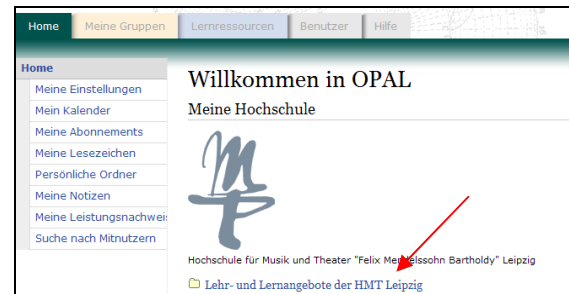 Home Meine Gruppen Lernressourcen Benutzer Hilfe
Home
Meine Einstellungen
Mein Kalender
Meine Abonnements
Meine Lesezeichen
Persönliche Ordner
Meine Notizen
Meine Leistungsnachwei
Suche nach Mitnutzern
Willkommen in OPAL
Meine Hochschule
Hochschule für Musik und Theater "Felix Mendelssohn Bartholdy" Leipzig
Lehr- und Lernangebote der HMT Leipzig